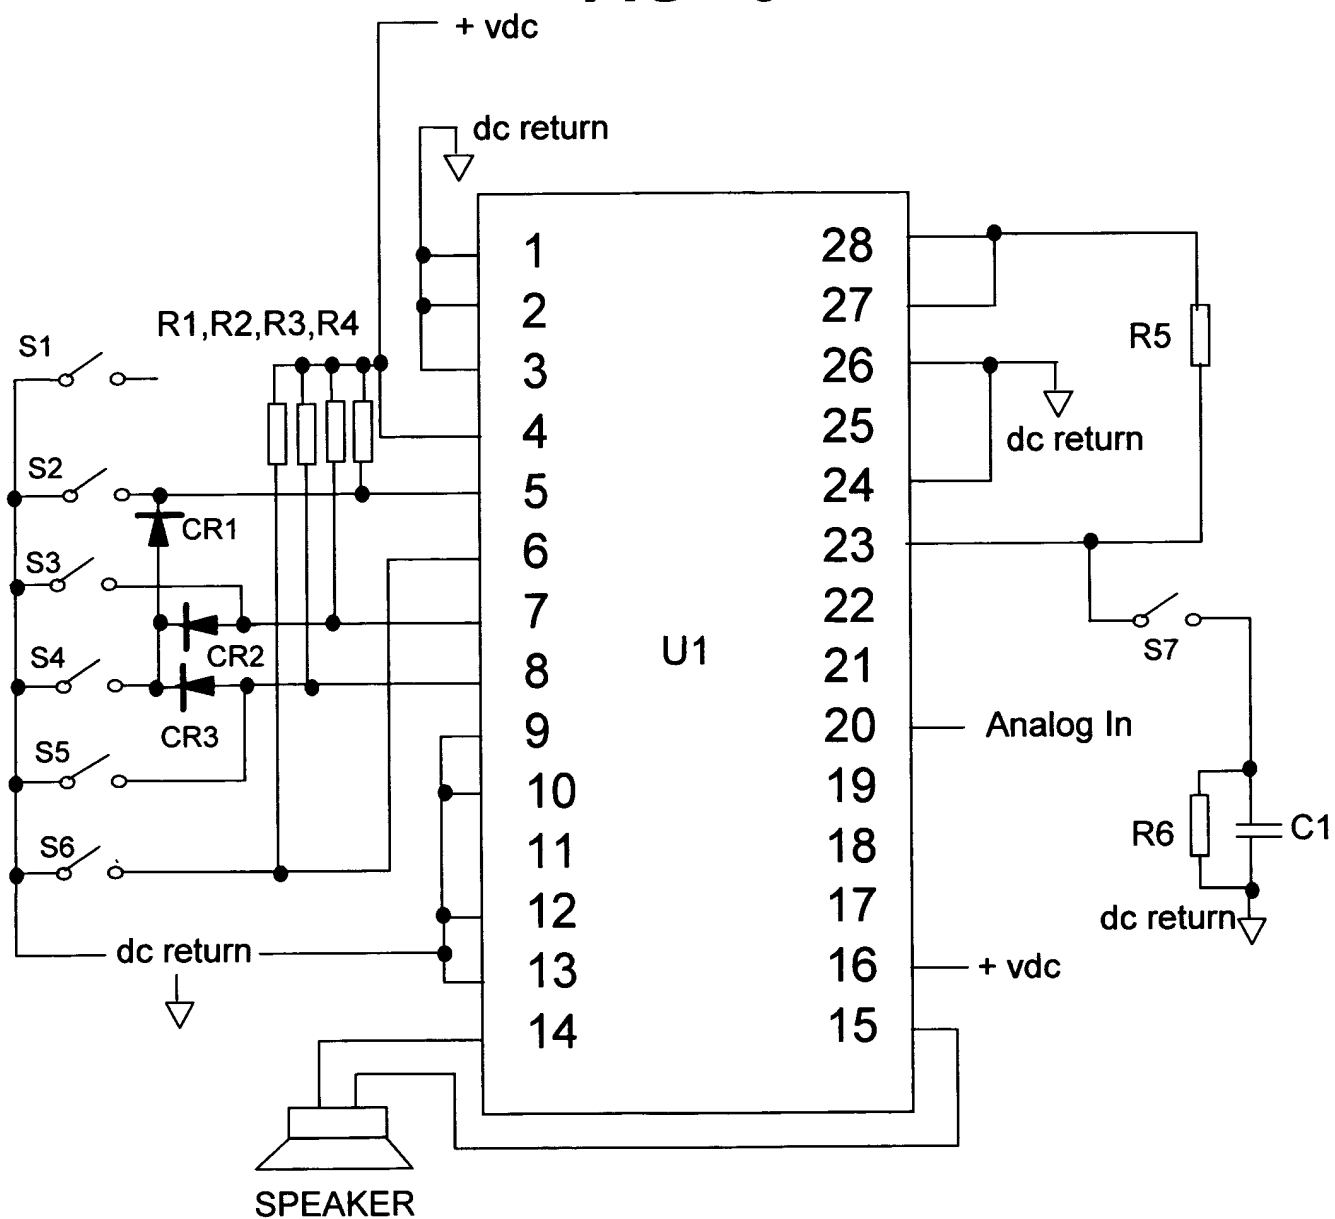 + vdc
dc return
1
2
3
4
5
6
7
8
9
10
11
12
13
14
28
27
26
25
24
23
22
21
20
19
18
17
16
15
U1
R1,R2,R3,R4
S1
S2
CR1
S3
CR2
S4
CR3
S5
S6
dc return
SPEAKER
R5
dc return
S7
Analog In
R6
C1
dc return
+ vdc